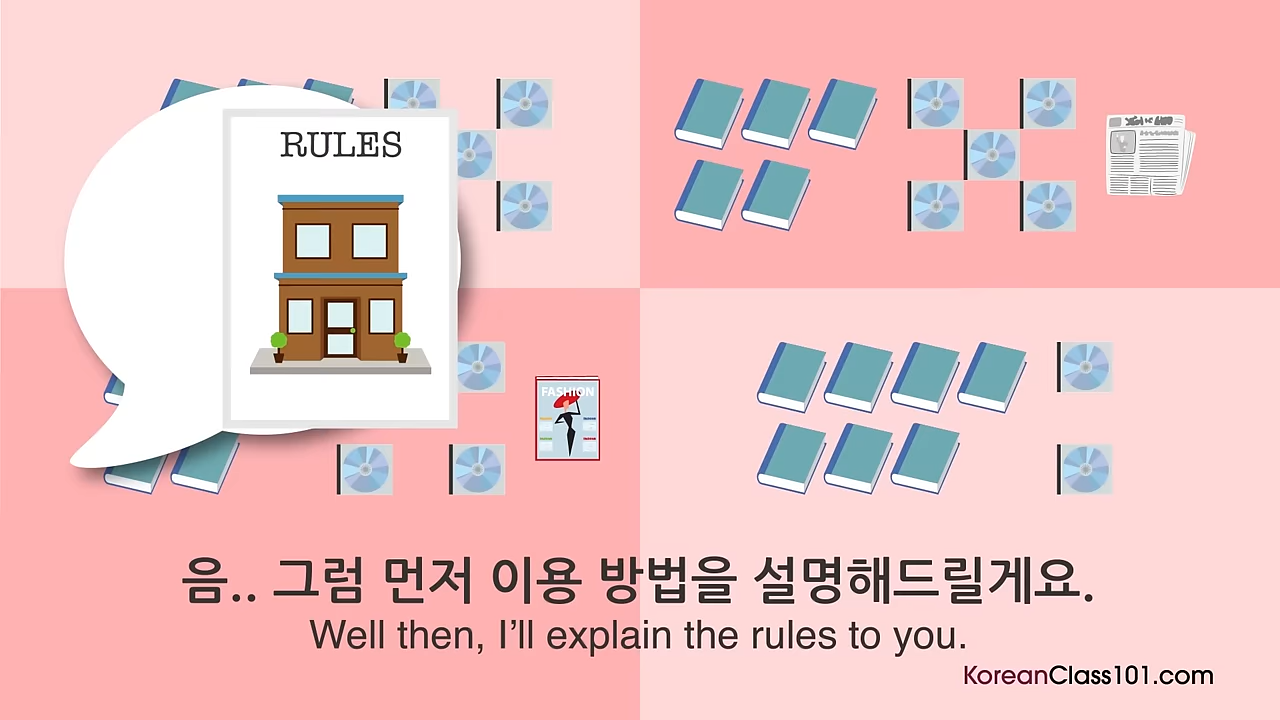 RULES
FASHION
음.. 그럼 먼저 이용 방법을 설명해드릴게요.
Well then, I'll explain the rules to you.
KoreanClass101.com